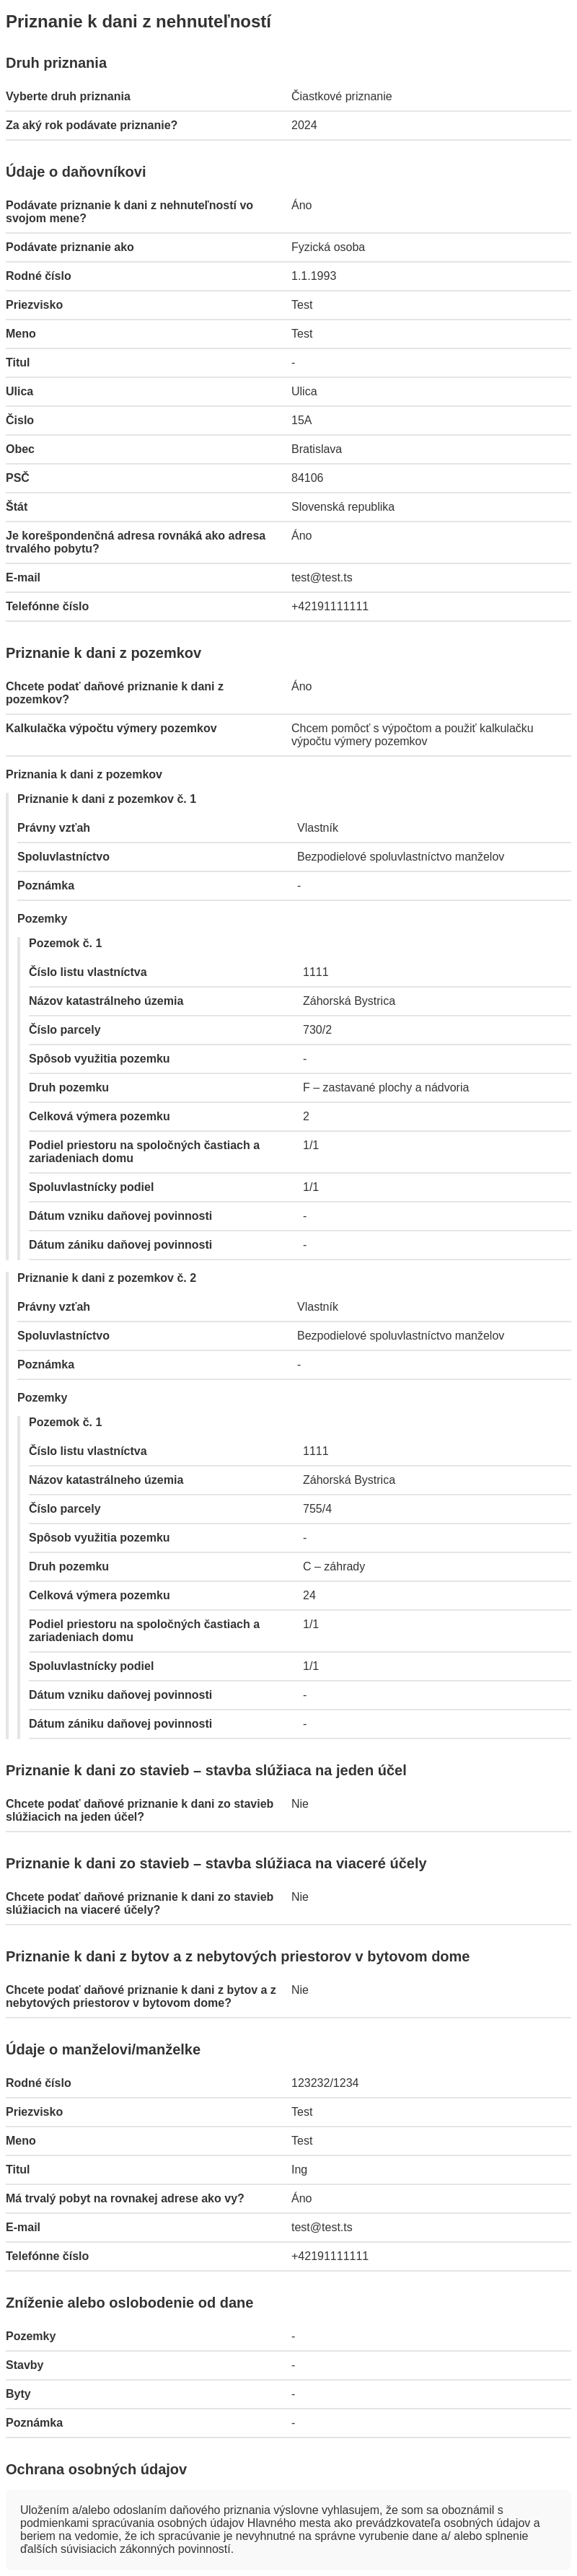 Priznanie k dani z nehnuteľností
Druh priznania
Vyberte druh priznania Čiastkové priznanie
Za aký rok podávate priznanie? 2024
Údaje o daňovníkovi
Podávate priznanie k dani z nehnuteľností vo Áno
svojom mene?
Podávate priznanie ako Fyzická osoba
Rodné číslo 1.1.1993
Priezvisko Test
Meno Test
Titul -
Ulica Ulica
Čislo 15A
Obec Bratislava
PSČ 84106
Štát Slovenská republika
Je korešpondenčná adresa rovnáká ako adresa Áno
trvalého pobytu?
E-mail test@test.ts
Telefónne číslo +42191111111
Priznanie k dani z pozemkov
Chcete podať daňové priznanie k dani z Áno
pozemkov?
Kalkulačka výpočtu výmery pozemkov Chcem pomôcť s výpočtom a použiť kalkulačku
výpočtu výmery pozemkov
Priznania k dani z pozemkov
Priznanie k dani z pozemkov č. 1
Právny vzťah Vlastník
Spoluvlastníctvo Bezpodielové spoluvlastníctvo manželov
Poznámka -
Pozemky
Pozemok č. 1
Číslo listu vlastníctva 1111
Názov katastrálneho územia Záhorská Bystrica
Číslo parcely 730/2
Spôsob využitia pozemku -
Druh pozemku F – zastavané plochy a nádvoria
Celková výmera pozemku 2
Podiel priestoru na spoločných častiach a 1/1
zariadeniach domu
Spoluvlastnícky podiel 1/1
Dátum vzniku daňovej povinnosti -
Dátum zániku daňovej povinnosti -
Priznanie k dani z pozemkov č. 2
Právny vzťah Vlastník
Spoluvlastníctvo Bezpodielové spoluvlastníctvo manželov
Poznámka -
Pozemky
Pozemok č. 1
Číslo listu vlastníctva 1111
Názov katastrálneho územia Záhorská Bystrica
Číslo parcely 755/4
Spôsob využitia pozemku -
Druh pozemku C – záhrady
Celková výmera pozemku 24
Podiel priestoru na spoločných častiach a 1/1
zariadeniach domu
Spoluvlastnícky podiel 1/1
Dátum vzniku daňovej povinnosti -
Dátum zániku daňovej povinnosti -
Priznanie k dani zo stavieb – stavba slúžiaca na jeden účel
Chcete podať daňové priznanie k dani zo stavieb Nie
slúžiacich na jeden účel?
Priznanie k dani zo stavieb – stavba slúžiaca na viaceré účely
Chcete podať daňové priznanie k dani zo stavieb Nie
slúžiacich na viaceré účely?
Priznanie k dani z bytov a z nebytových priestorov v bytovom dome
Chcete podať daňové priznanie k dani z bytov a z Nie
nebytových priestorov v bytovom dome?
Údaje o manželovi/manželke
Rodné číslo 123232/1234
Priezvisko Test
Meno Test
Titul Ing
Má trvalý pobyt na rovnakej adrese ako vy? Áno
E-mail test@test.ts
Telefónne číslo +42191111111
Zníženie alebo oslobodenie od dane
Pozemky -
Stavby -
Byty -
Poznámka -
Ochrana osobných údajov
Uložením a/alebo odoslaním daňového priznania výslovne vyhlasujem, že som sa oboznámil s
podmienkami spracúvania osobných údajov Hlavného mesta ako prevádzkovateľa osobných údajov a
beriem na vedomie, že ich spracúvanie je nevyhnutné na správne vyrubenie dane a/ alebo splnenie
ďalších súvisiacich zákonných povinností.